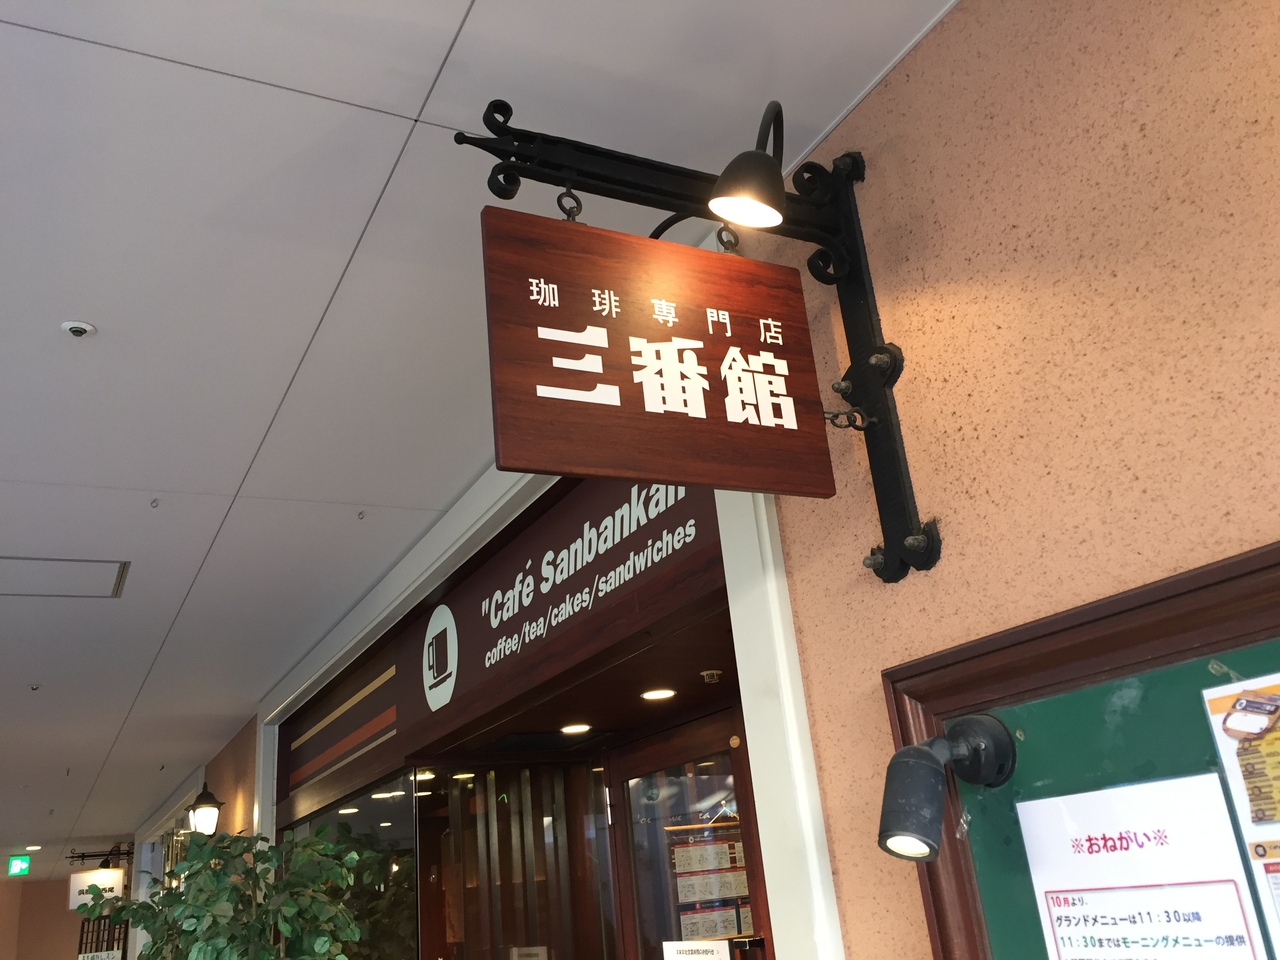 珈琲専門店
三番館
"Café Sanbankan
coffee/tea/cakes/sandwiches
※おねがい※
10月より、
グランドメニューは11:30以降
11:30まではモーニングメニューの提供